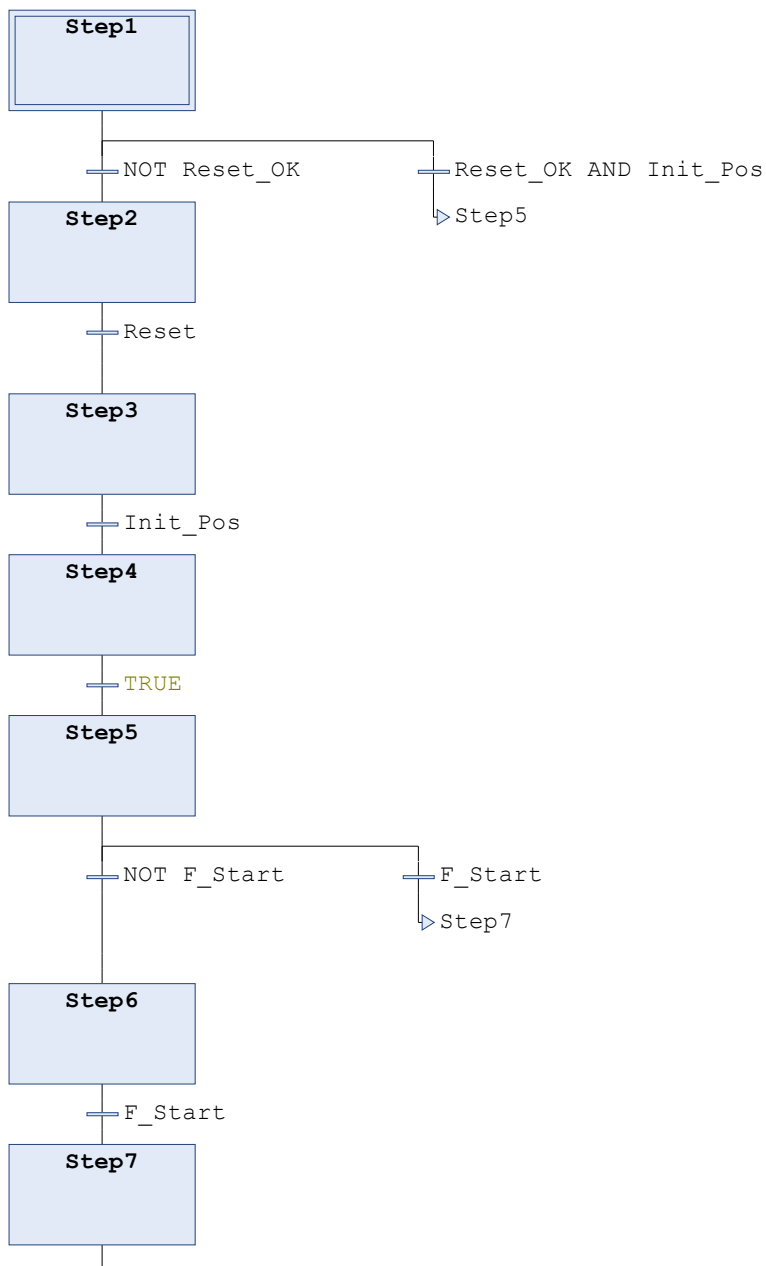 Step1
NOT Reset_OK
Reset_OK AND Init_Pos
Step2
Step5
Reset
Step3
Init_Pos
Step4
TRUE
Step5
NOT F_Start
F_Start
Step7
Step6
F_Start
Step7